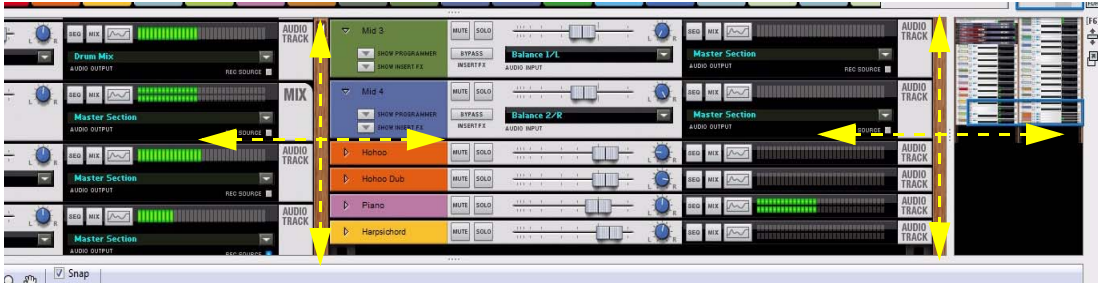 SEQ MIX AUDIO TRACK
Drum Mix
AUDIO OUTPUT REC SOURCE
L R SEQ MIX MIX
Master Section
AUDIO OUTPUT SOURCE
L R SEQ MIX AUDIO TRACK
Master Section
AUDIO OUTPUT REC SOURCE
L R SEQ MIX AUDIO TRACK
Master Section
AUDIO OUTPUT REC SOURCE
Mid 3 MUTE SOLO L R SEQ MIX AUDIO TRACK
SHOW PROGRAMMER BYPASS Balance 1/L Master Section
SHOW INSERT FX INSERT FX AUDIO INPUT AUDIO OUTPUT REC SOURCE
Mid 4 MUTE SOLO L R SEQ MIX AUDIO TRACK
SHOW PROGRAMMER BYPASS Balance 2/R Master Section
SHOW INSERT FX INSERT FX AUDIO INPUT AUDIO OUTPUT SOURCE
Hohoo MUTE SOLO L R SEQ MIX AUDIO TRACK
Hohoo Dub MUTE SOLO L R SEQ MIX AUDIO TRACK
Piano MUTE SOLO L R SEQ MIX AUDIO TRACK
Harpsichord MUTE SOLO L R SEQ MIX AUDIO TRACK
Snap